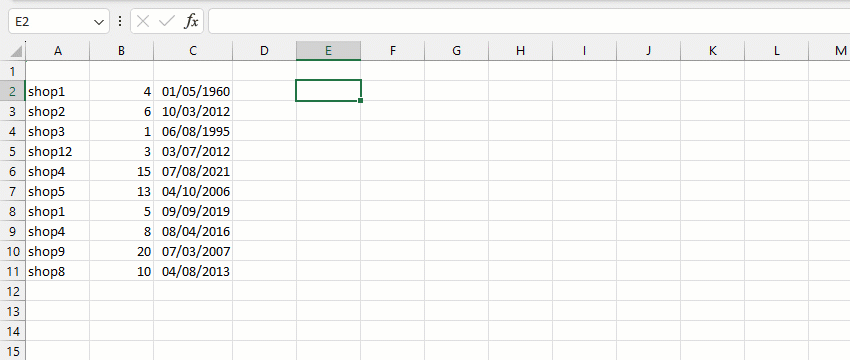 E2 fx
A B C D E F G H I J K L M
1
2 shop1 4 01/05/1960
3 shop2 6 10/03/2012
4 shop3 1 06/08/1995
5 shop12 3 03/07/2012
6 shop4 15 07/08/2021
7 shop5 13 04/10/2006
8 shop1 5 09/09/2019
9 shop4 8 08/04/2016
10 shop9 20 07/03/2007
11 shop8 10 04/08/2013
12
13
14
15